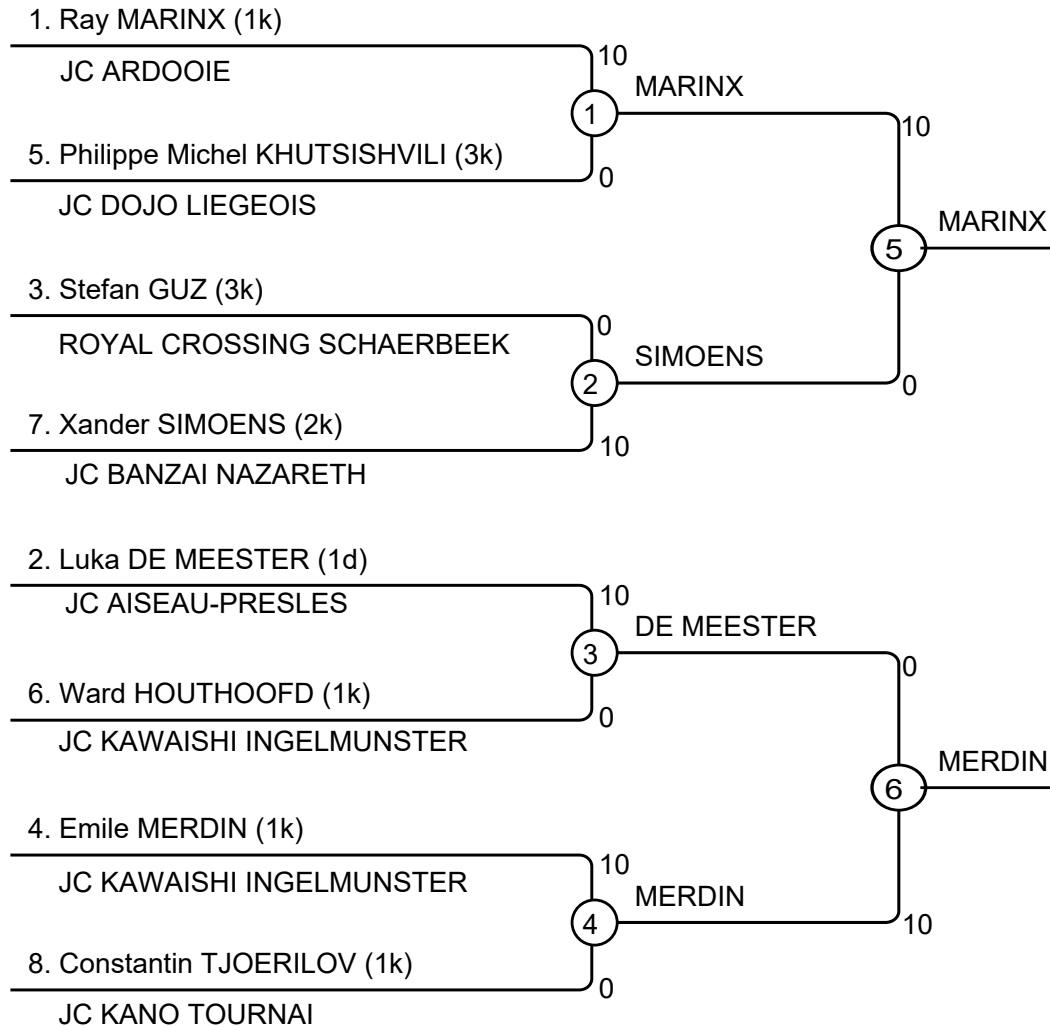 1. Ray MARINX (1k)
10
JC ARDOOIE
MARINX
1
10
5. Philippe Michel KHUTSISHVILI (3k)
0
JC DOJO LIEGEOIS
MARINX
5
3. Stefan GUZ (3k)
0
ROYAL CROSSING SCHAERBEEK
SIMOENS
2
0
7. Xander SIMOENS (2k)
10
JC BANZAI NAZARETH
2. Luka DE MEESTER (1d)
10
JC AISEAU-PRESLES
DE MEESTER
3
0
6. Ward HOUTHOOFD (1k)
0
JC KAWAISHI INGELMUNSTER
MERDIN
6
4. Emile MERDIN (1k)
10
JC KAWAISHI INGELMUNSTER
MERDIN
4
10
8. Constantin TJOERILOV (1k)
0
JC KANO TOURNAI